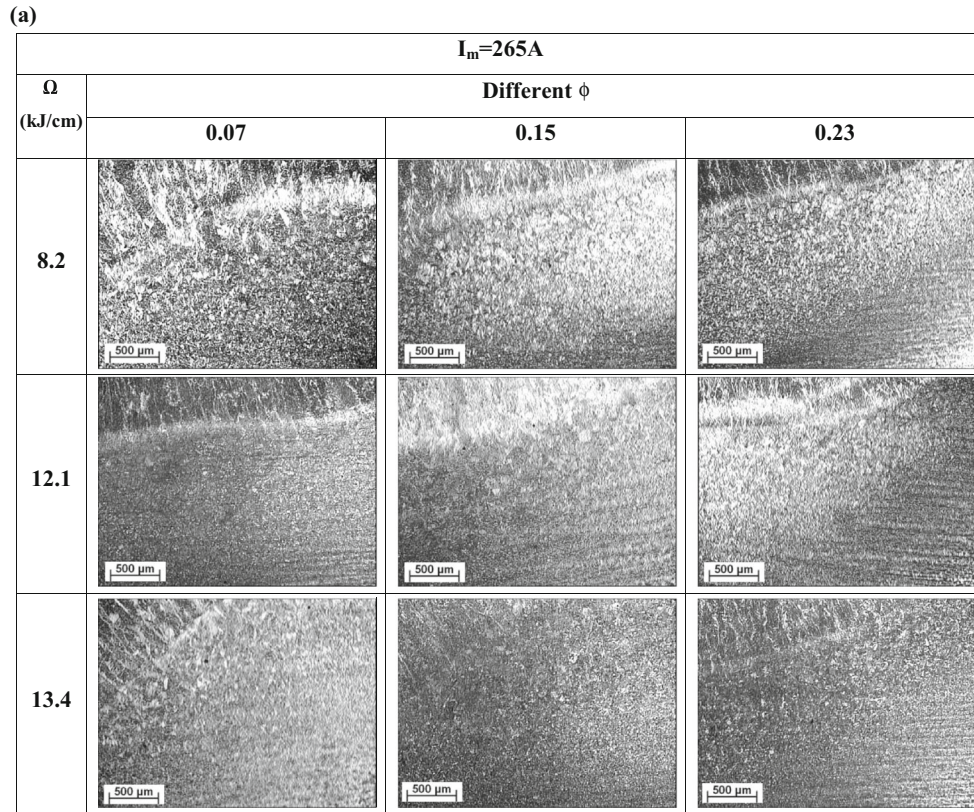 (a)
Iₘ=265A
Ω
(kJ/cm)
Different ϕ
0.07
0.15
0.23
8.2
500 µm
500 µm
500 µm
12.1
500 µm
500 µm
500 µm
13.4
500 µm
500 µm
500 µm